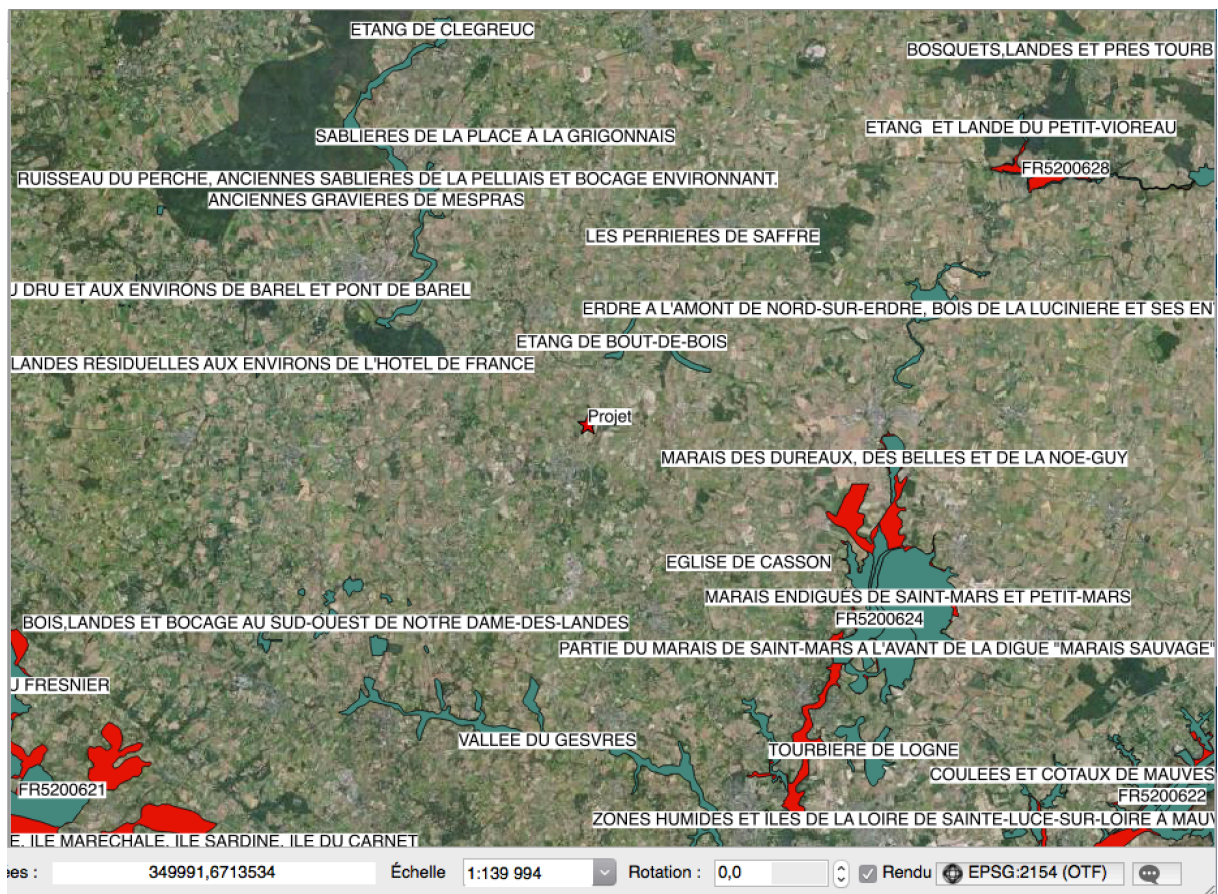 ETANG DE CLEGREUC
BOSQUETS,LANDES ET PRES TOURB
ETANG ET LANDE DU PETIT-VIOREAU
SABLIERES DE LA PLACE A LA GRIGONNAIS
FR5200628
RUISSEAU DU PERCHE, ANCIENNES SABLIERES DE LA PELLIAIS ET BOCAGE ENVIRONNANT.
ANCIENNES GRAVIERES DE MESPRAS
LES PERRIERES DE SAFFRE
U DRU ET AUX ENVIRONS DE BAREL ET PONT DE BAREL
ERDRE A L'AMONT DE NORD-SUR-ERDRE, BOIS DE LA LUCINIERE ET SES EN
ETANG DE BOUT-DE-BOIS
LANDES RESIDUELLES AUX ENVIRONS DE L'HOTEL DE FRANCE
Projet
MARAIS DES DUREAUX, DES BELLES ET DE LA NOE-GUY
EGLISE DE CASSON
MARAIS ENDIGUES DE SAINT-MARS ET PETIT-MARS
FR5200624
BOIS,LANDES ET BOCAGE AU SUD-OUEST DE NOTRE DAME-DES-LANDES
PARTIE DU MARAIS DE SAINT-MARS A L'AVANT DE LA DIGUE "MARAIS SAUVAGE"
U FRESNIER
VALLEE DU GESVRES
TOURBIERE DE LOGNE
COULEES ET COTAUX DE MAUVES
FR5200621
FR5200622
ZONES HUMIDES ET ILES DE LA LOIRE DE SAINTE-LUCE-SUR-LOIRE A MAUV
E, ILE MARECHALE, ILE SARDINE, ILE DU CARNET
ées : 349991,6713534 Échelle 1:139 994 Rotation : 0,0 Rendu EPSG:2154 (OTF)